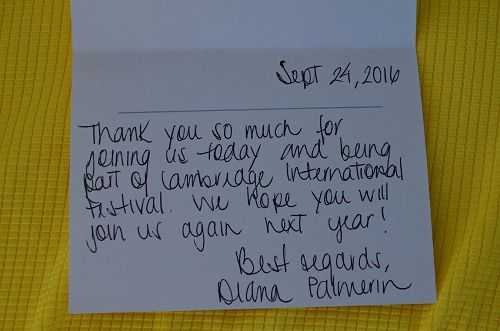 Sept 24, 2016
Thank you so much for
joining us today and being
part of Cambridge International
Festival. We hope you will
join us again next year!
Best regards,
Diana Palmerin